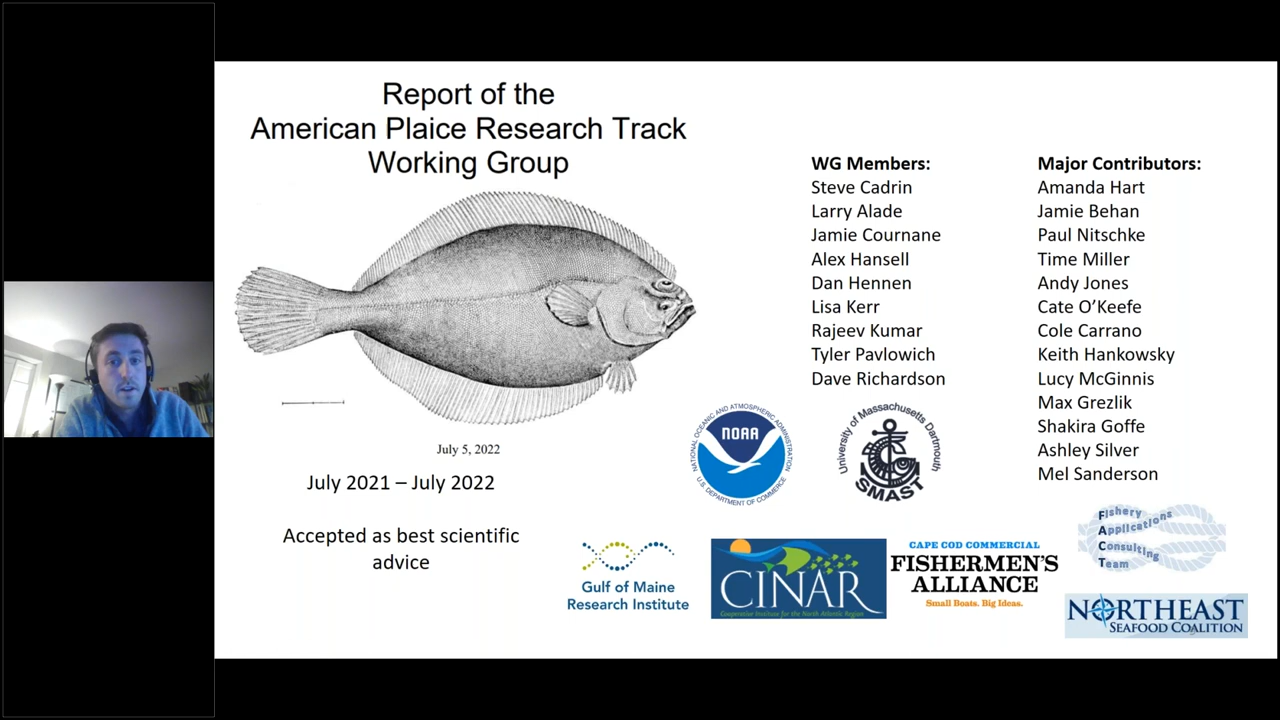 Report of the
American Plaice Research Track
Working Group
July 5, 2022
July 2021 – July 2022
Accepted as best scientific
advice
WG Members:
Steve Cadrin
Larry Alade
Jamie Cournane
Alex Hansell
Dan Hennen
Lisa Kerr
Rajeev Kumar
Tyler Pavlowich
Dave Richardson
Major Contributors:
Amanda Hart
Jamie Behan
Paul Nitschke
Time Miller
Andy Jones
Cate O’Keefe
Cole Carrano
Keith Hankowsky
Lucy McGinnis
Max Grezlik
Shakira Goffe
Ashley Silver
Mel Sanderson
NATIONAL OCEANIC AND ATMOSPHERIC ADMINISTRATION
NOAA
U.S. DEPARTMENT OF COMMERCE
University of Massachusetts Dartmouth
SMAST
Gulf of Maine
Research Institute
CINAR
Cooperative Institute for the North Atlantic Region
CAPE COD COMMERCIAL
FISHERMEN'S
ALLIANCE
Small Boats. Big Ideas.
Fishery
Applications
Consulting
Team
NORTHEAST
SEAFOOD COALITION